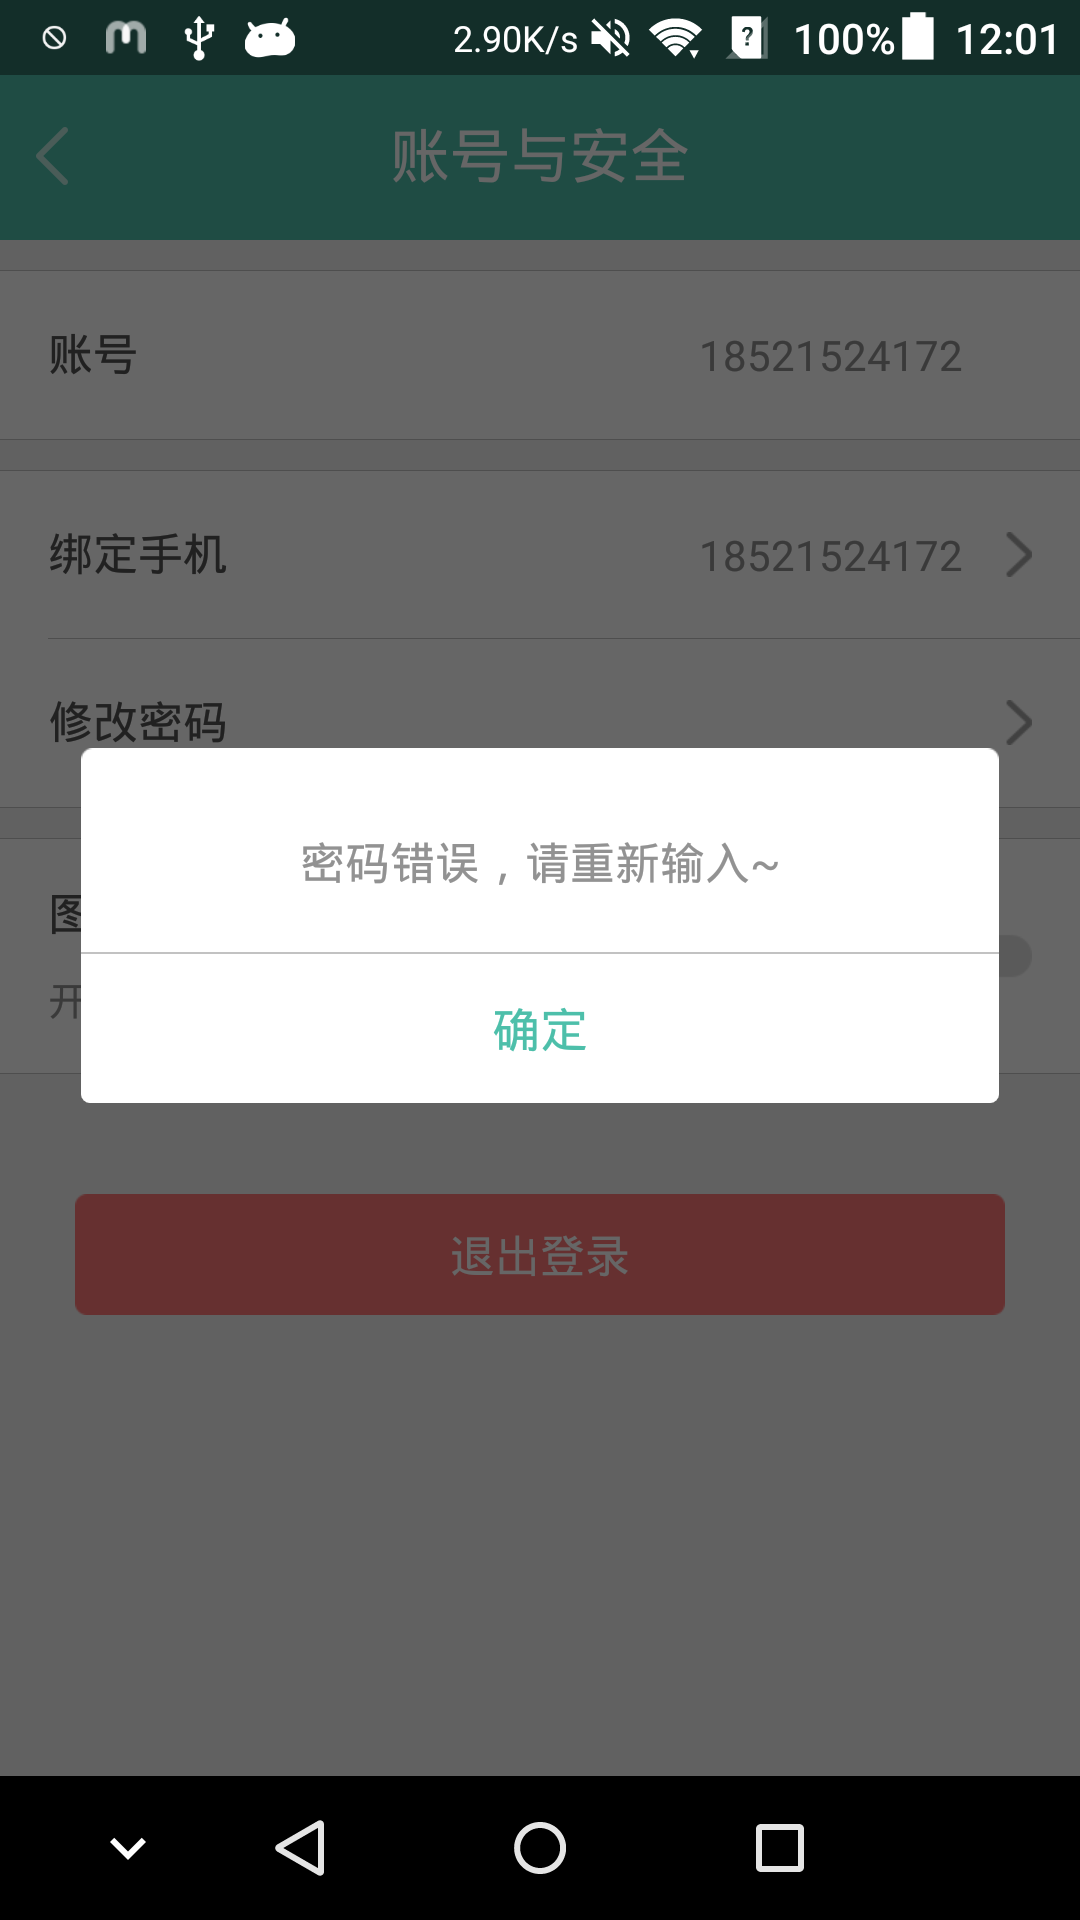 2.90K/s 100% 12:01
账号与安全
账号 18521524172
绑定手机 18521524172
修改密码
密码错误，请重新输入~
图
开
确定
退出登录